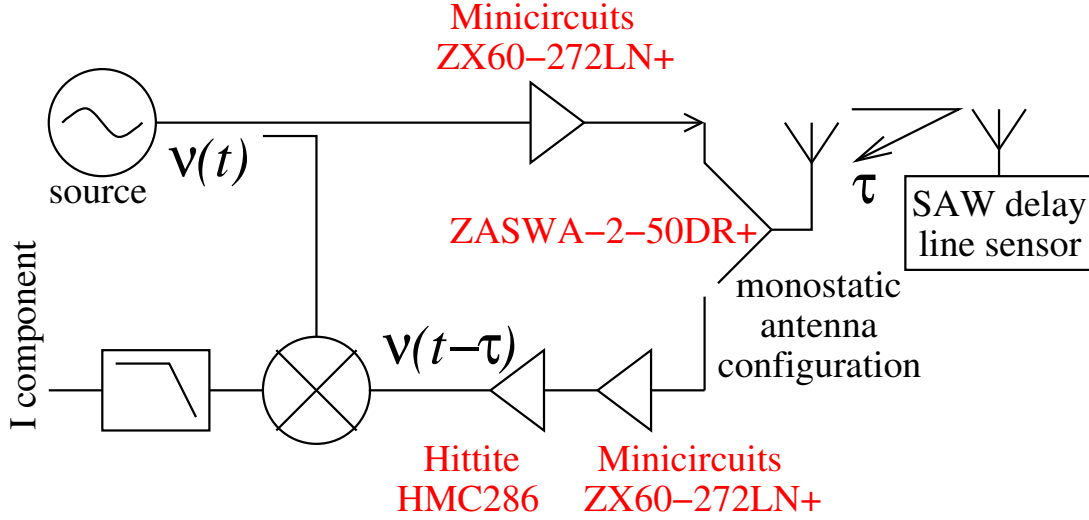 Minicircuits
ZX60−272LN+
source
ν(t)
τ
SAW delay
line sensor
ZASWA−2−50DR+
monostatic
antenna
configuration
I component
ν(t−τ)
Hittite
HMC286
Minicircuits
ZX60−272LN+